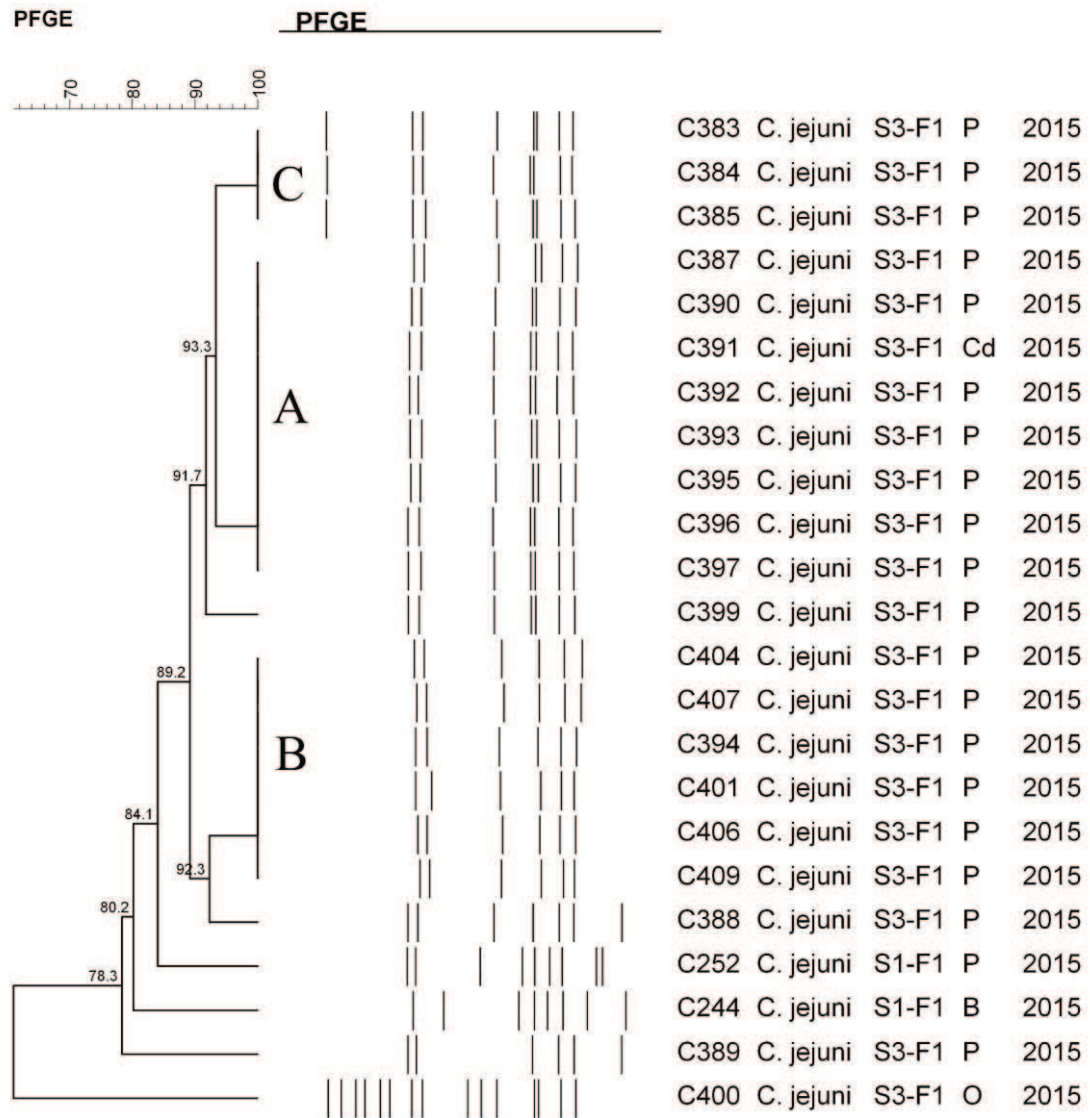 PFGE PFGE
70 80 90 100
C383 C. jejuni S3-F1 P 2015
C C384 C. jejuni S3-F1 P 2015
C385 C. jejuni S3-F1 P 2015
C387 C. jejuni S3-F1 P 2015
C390 C. jejuni S3-F1 P 2015
93.3 C391 C. jejuni S3-F1 Cd 2015
A C392 C. jejuni S3-F1 P 2015
C393 C. jejuni S3-F1 P 2015
91.7 C395 C. jejuni S3-F1 P 2015
C396 C. jejuni S3-F1 P 2015
C397 C. jejuni S3-F1 P 2015
C399 C. jejuni S3-F1 P 2015
C404 C. jejuni S3-F1 P 2015
89.2 C407 C. jejuni S3-F1 P 2015
B C394 C. jejuni S3-F1 P 2015
C401 C. jejuni S3-F1 P 2015
84.1 C406 C. jejuni S3-F1 P 2015
92.3 C409 C. jejuni S3-F1 P 2015
80.2 C388 C. jejuni S3-F1 P 2015
78.3 C252 C. jejuni S1-F1 P 2015
C244 C. jejuni S1-F1 B 2015
C389 C. jejuni S3-F1 P 2015
C400 C. jejuni S3-F1 O 2015